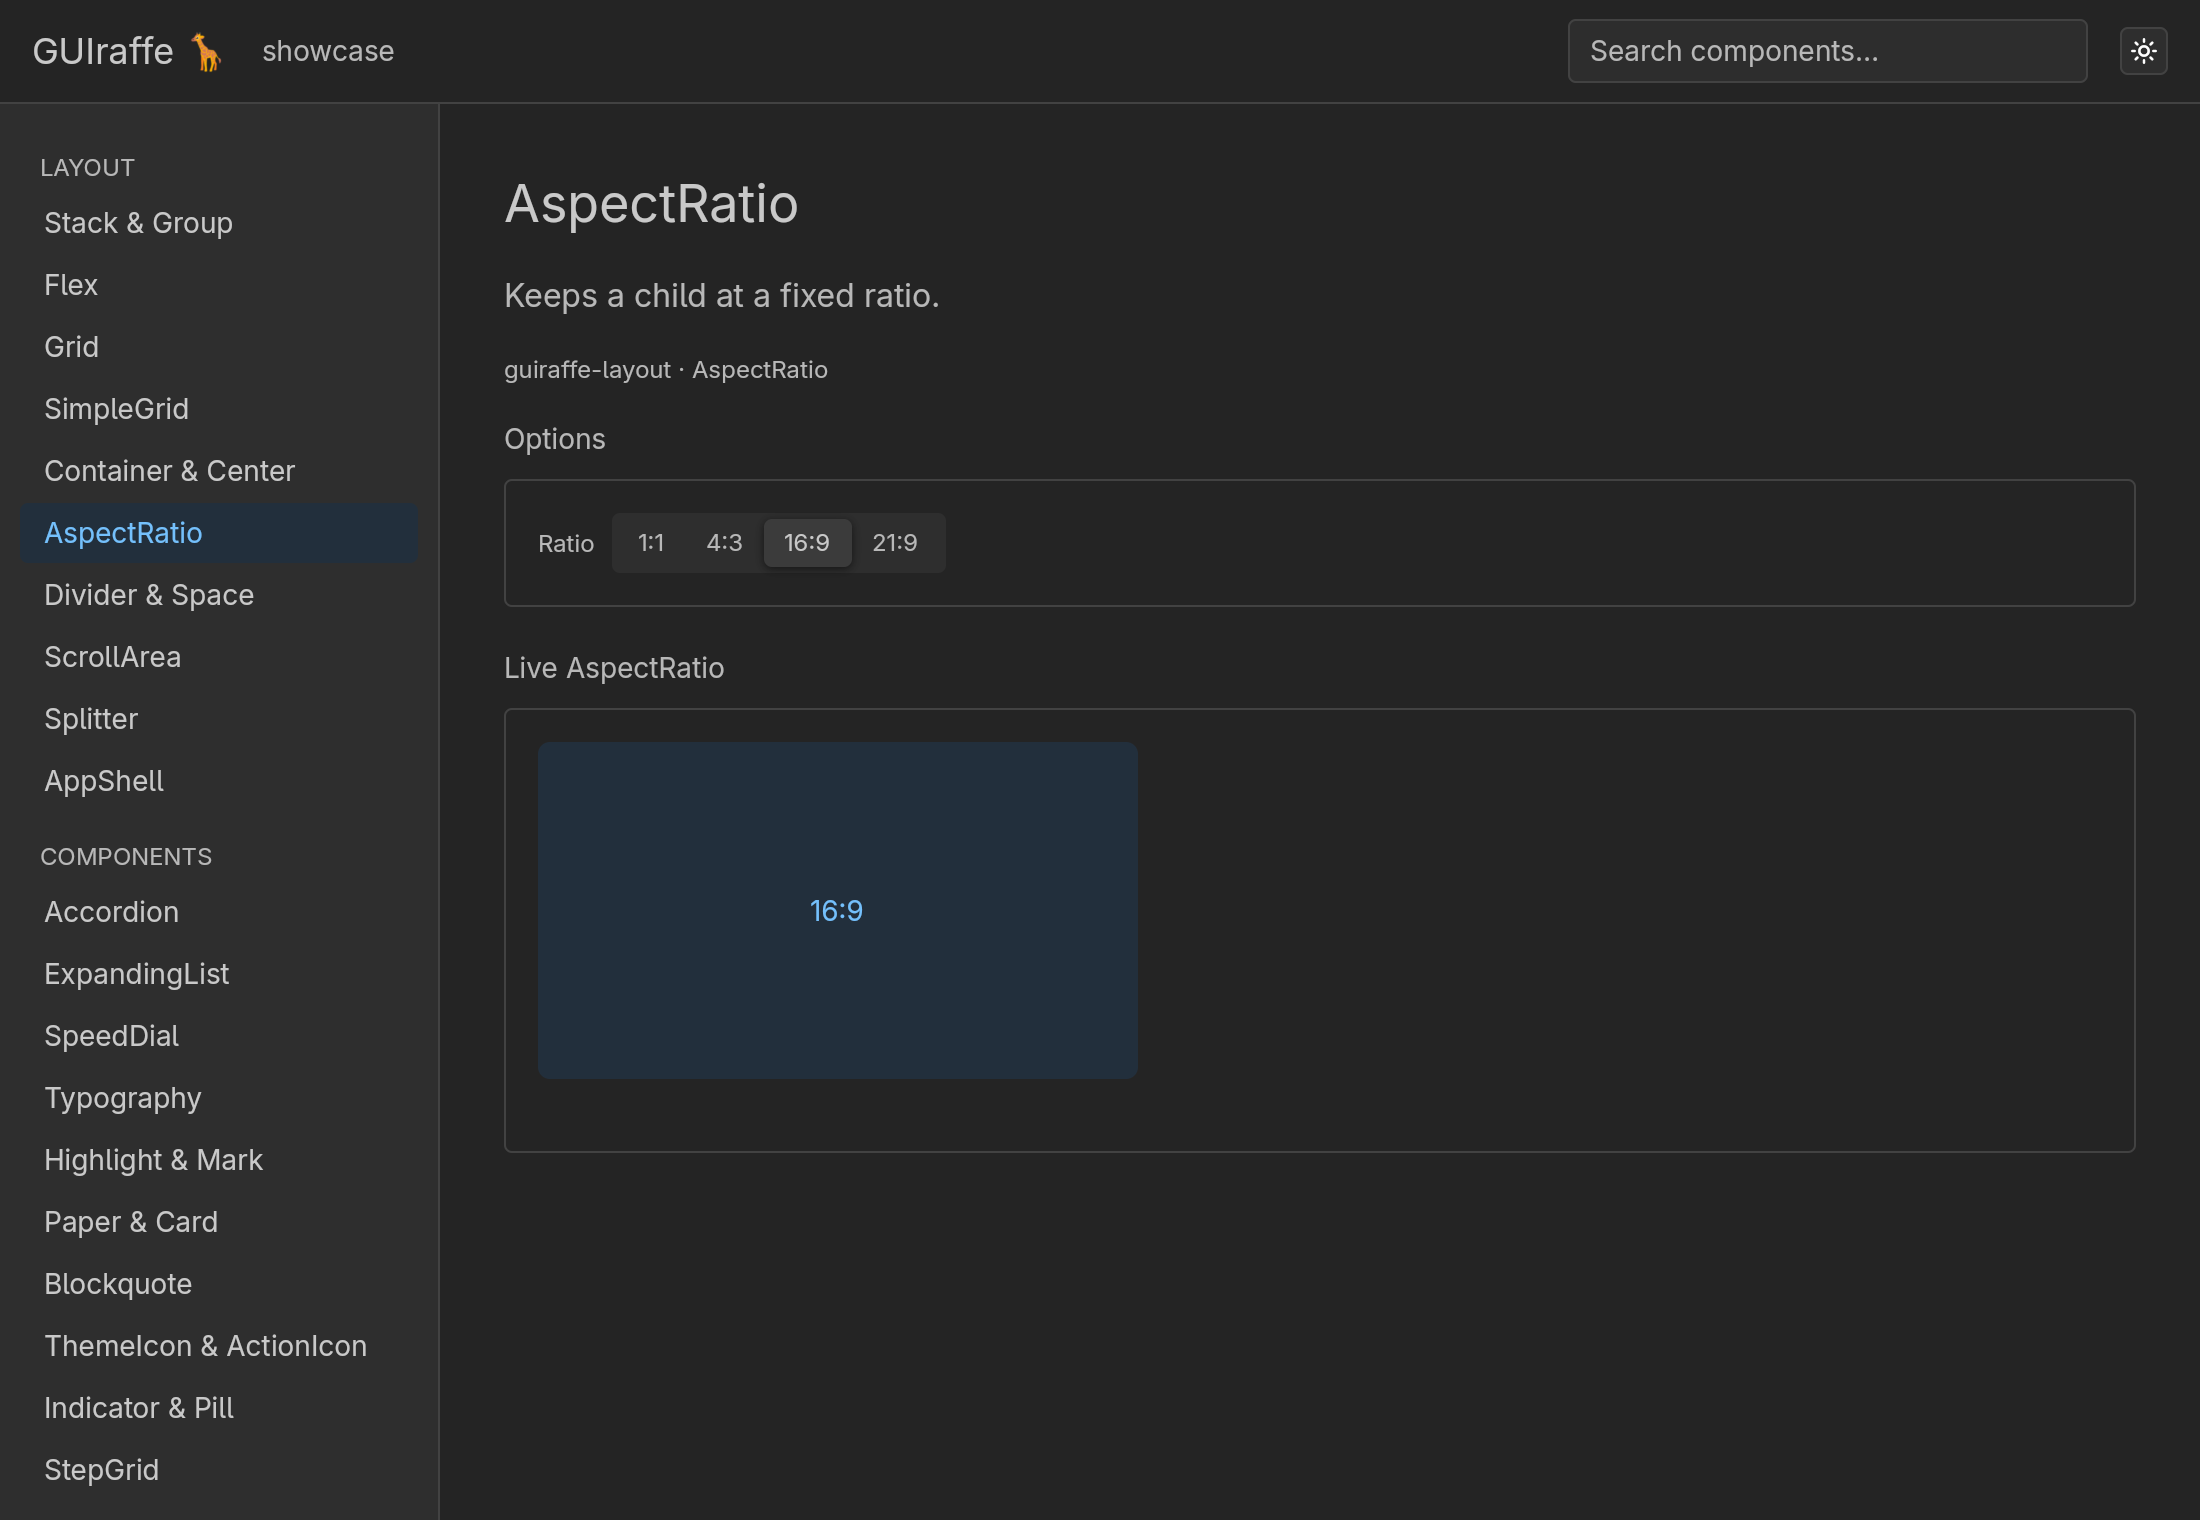 GUIraffe 🦒 showcase
Search components...
LAYOUT
Stack & Group
Flex
Grid
SimpleGrid
Container & Center
AspectRatio
Divider & Space
ScrollArea
Splitter
AppShell
COMPONENTS
Accordion
ExpandingList
SpeedDial
Typography
Highlight & Mark
Paper & Card
Blockquote
ThemeIcon & ActionIcon
Indicator & Pill
StepGrid
AspectRatio
Keeps a child at a fixed ratio.
guiraffe-layout · AspectRatio
Options
Ratio 1:1 4:3 16:9 21:9
Live AspectRatio
16:9